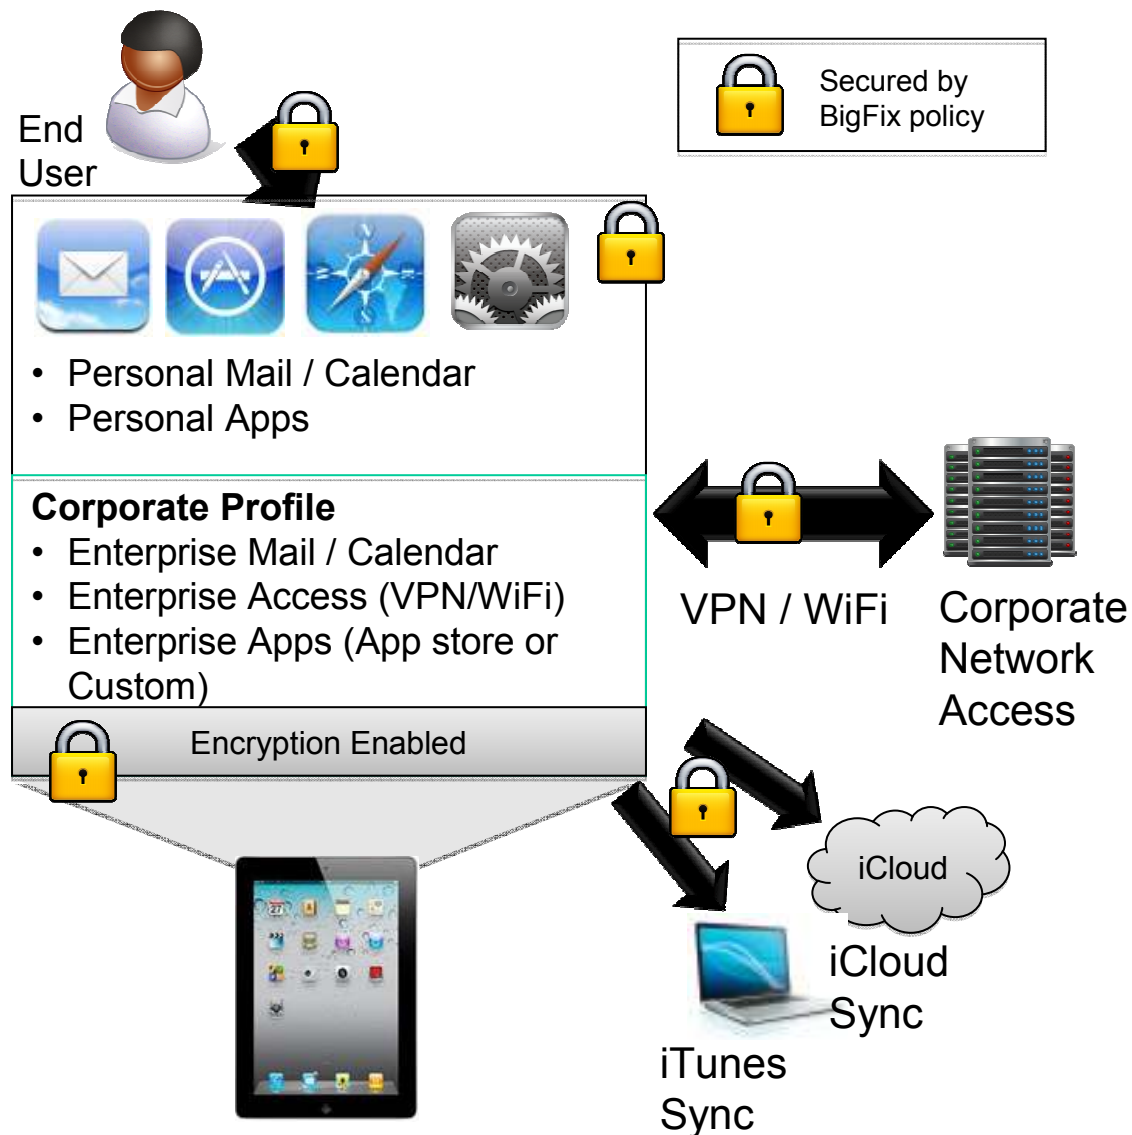 End
User
Secured by
BigFix policy
• Personal Mail / Calendar
• Personal Apps
Corporate Profile
• Enterprise Mail / Calendar
• Enterprise Access (VPN/WiFi)
• Enterprise Apps (App store or
Custom)
Encryption Enabled
VPN / WiFi
Corporate
Network
Access
iCloud
iCloud
Sync
iTunes
Sync
27